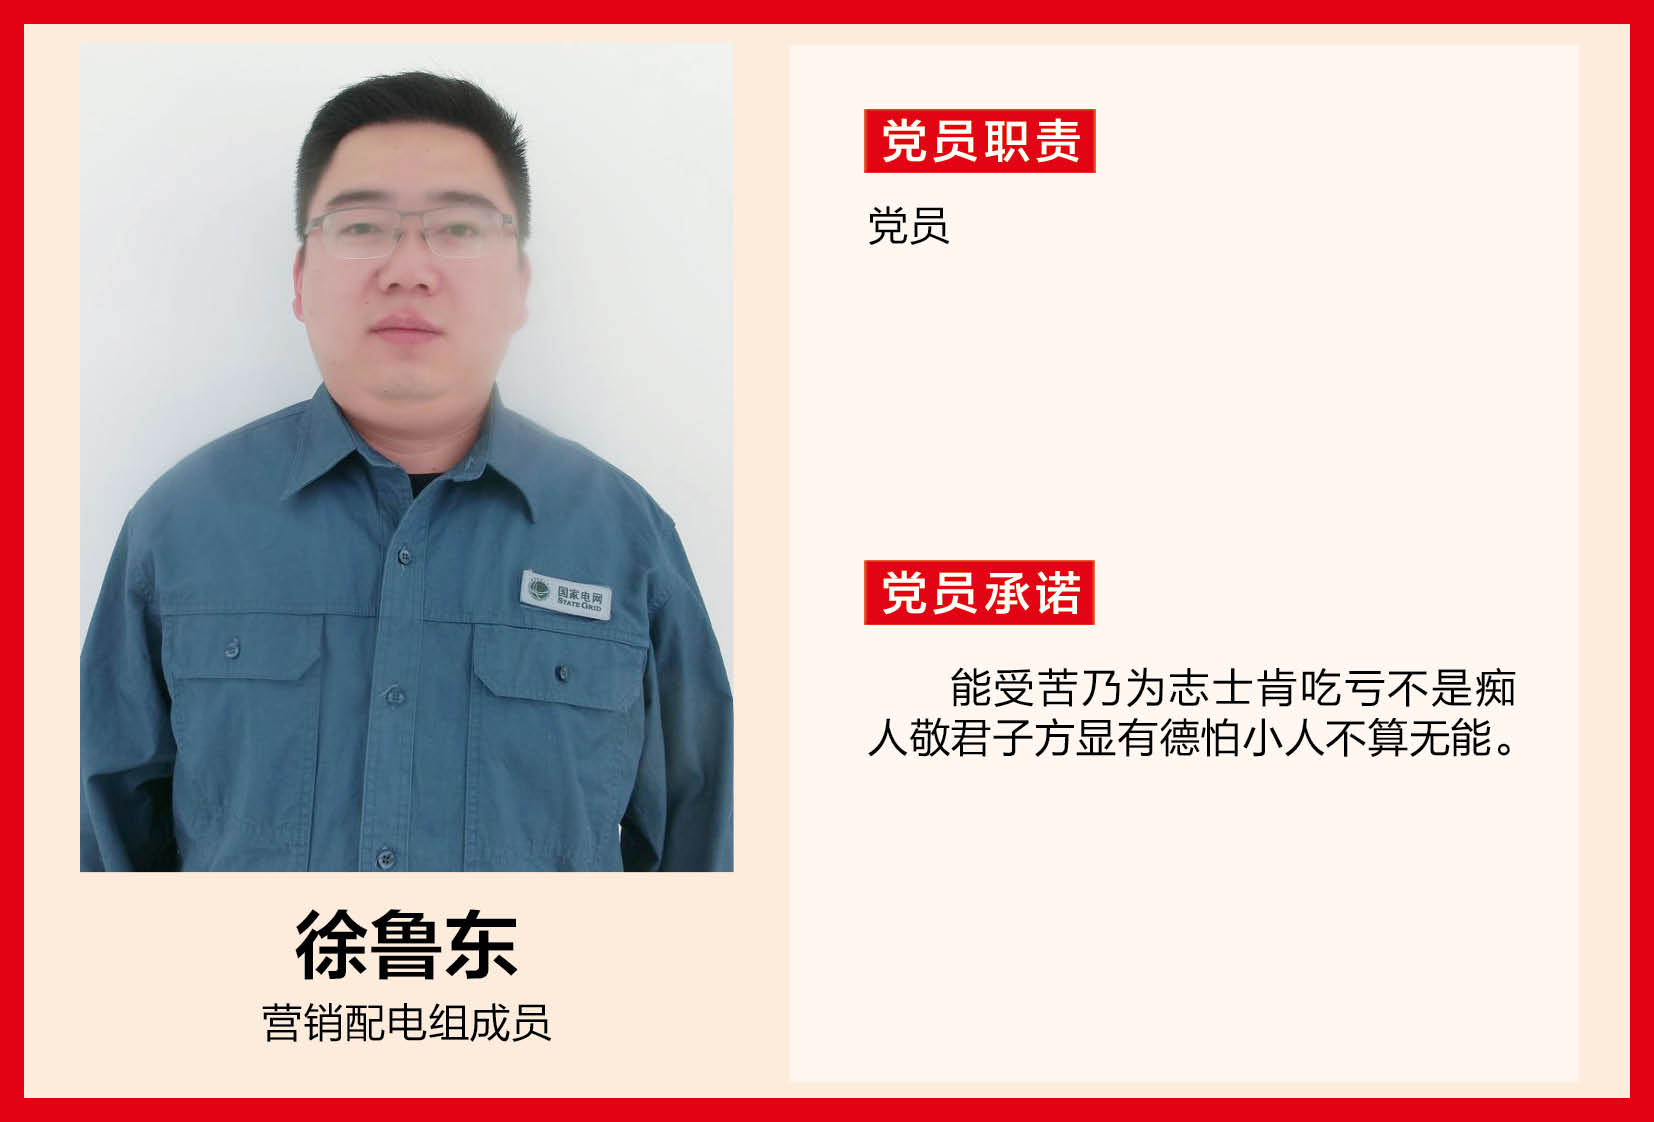 党员职责
党员
国家电网
STATE GRID
党员承诺
能受苦乃为志士肯吃亏不是痴
人敬君子方显有德怕小人不算无能。
徐鲁东
营销配电组成员